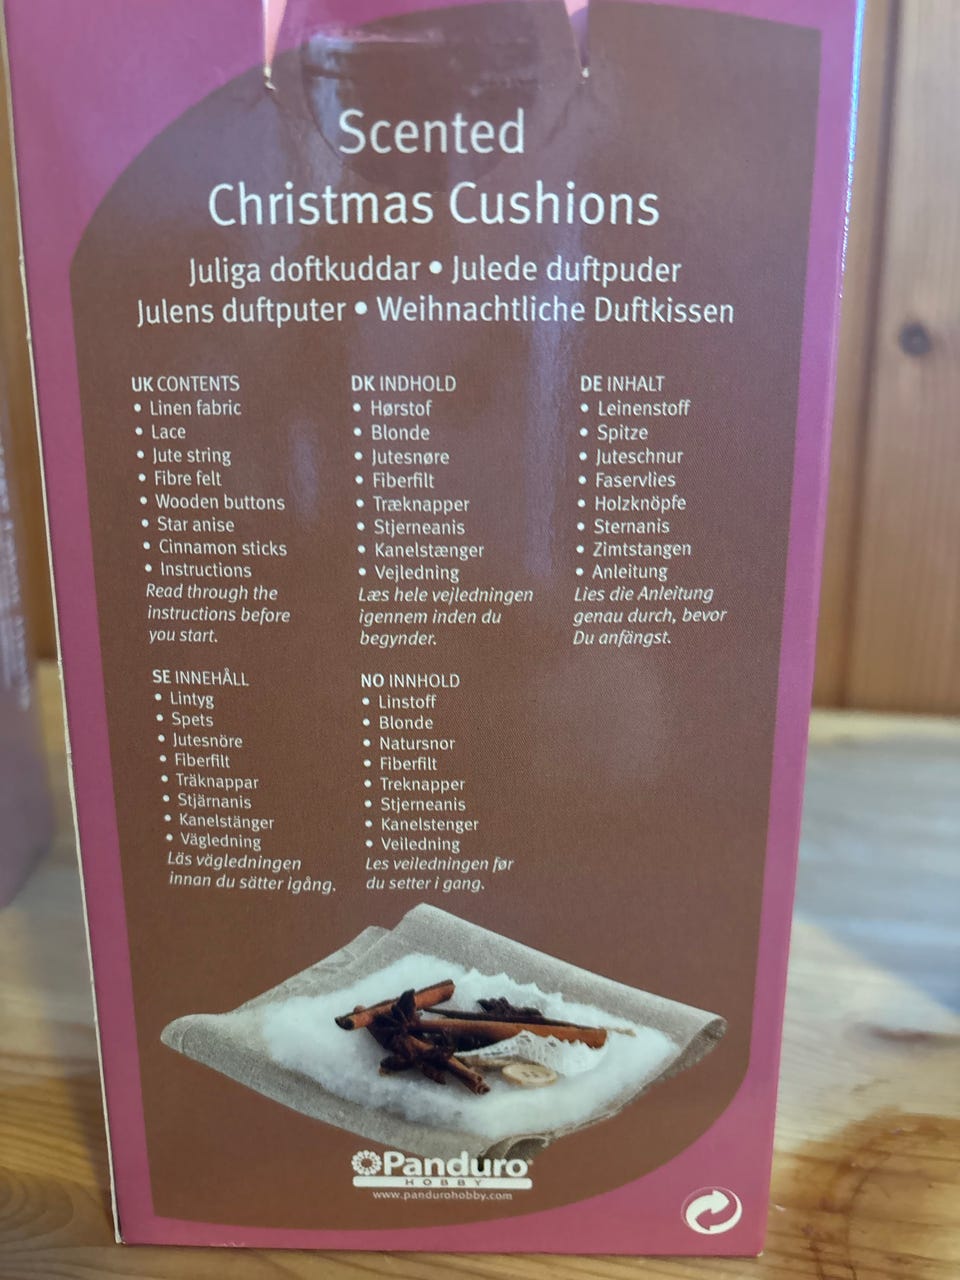 Scented
Christmas Cushions
Juliga doftkuddar • Julede duftpuder
Julens duftputer • Weihnachtliche Duftkissen
UK CONTENTS
• Linen fabric
• Lace
• Jute string
• Fibre felt
• Wooden buttons
• Star anise
• Cinnamon sticks
• Instructions
Read through the
instructions before
you start.
DK INDHOLD
• Hørstof
• Blonde
• Jutesnøre
• Fiberfilt
• Træknapper
• Stjerneanis
• Kanelstænger
• Vejledning
Læs hele vejledningen
igennem inden du
begynder.
DE INHALT
• Leinenstoff
• Spitze
• Juteschnur
• Faservlies
• Holzknöpfe
• Sternanis
• Zimtstangen
• Anleitung
Lies die Anleitung
genau durch, bevor
Du anfängst.
SE INNEHÅLL
• Lintyg
• Spets
• Jutesnöre
• Fiberfilt
• Träknappar
• Stjärnanis
• Kanelstänger
• Vägledning
Läs vägledningen
innan du sätter igång.
NO INNHOLD
• Linstoff
• Blonde
• Natursnor
• Fiberfilt
• Treknapper
• Stjerneanis
• Kanelstenger
• Veiledning
Les veiledningen før
du setter i gang.
Panduro
HOBBY
www.pandurohobby.com